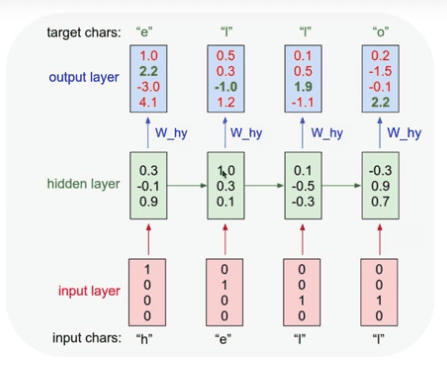 target chars: "e" "l" "l" "o"
output layer
1.0 0.5 0.1 0.2
2.2 0.3 0.5 -1.5
-3.0 -1.0 1.9 -0.1
4.1 1.2 -1.1 2.2
W_hy W_hy W_hy W_hy
hidden layer
0.3 1.0 0.1 -0.3
-0.1 0.3 -0.5 0.9
0.9 0.1 -0.3 0.7
input layer
1 0 0 0
0 1 0 0
0 0 1 1
0 0 0 0
input chars: "h" "e" "l" "l"